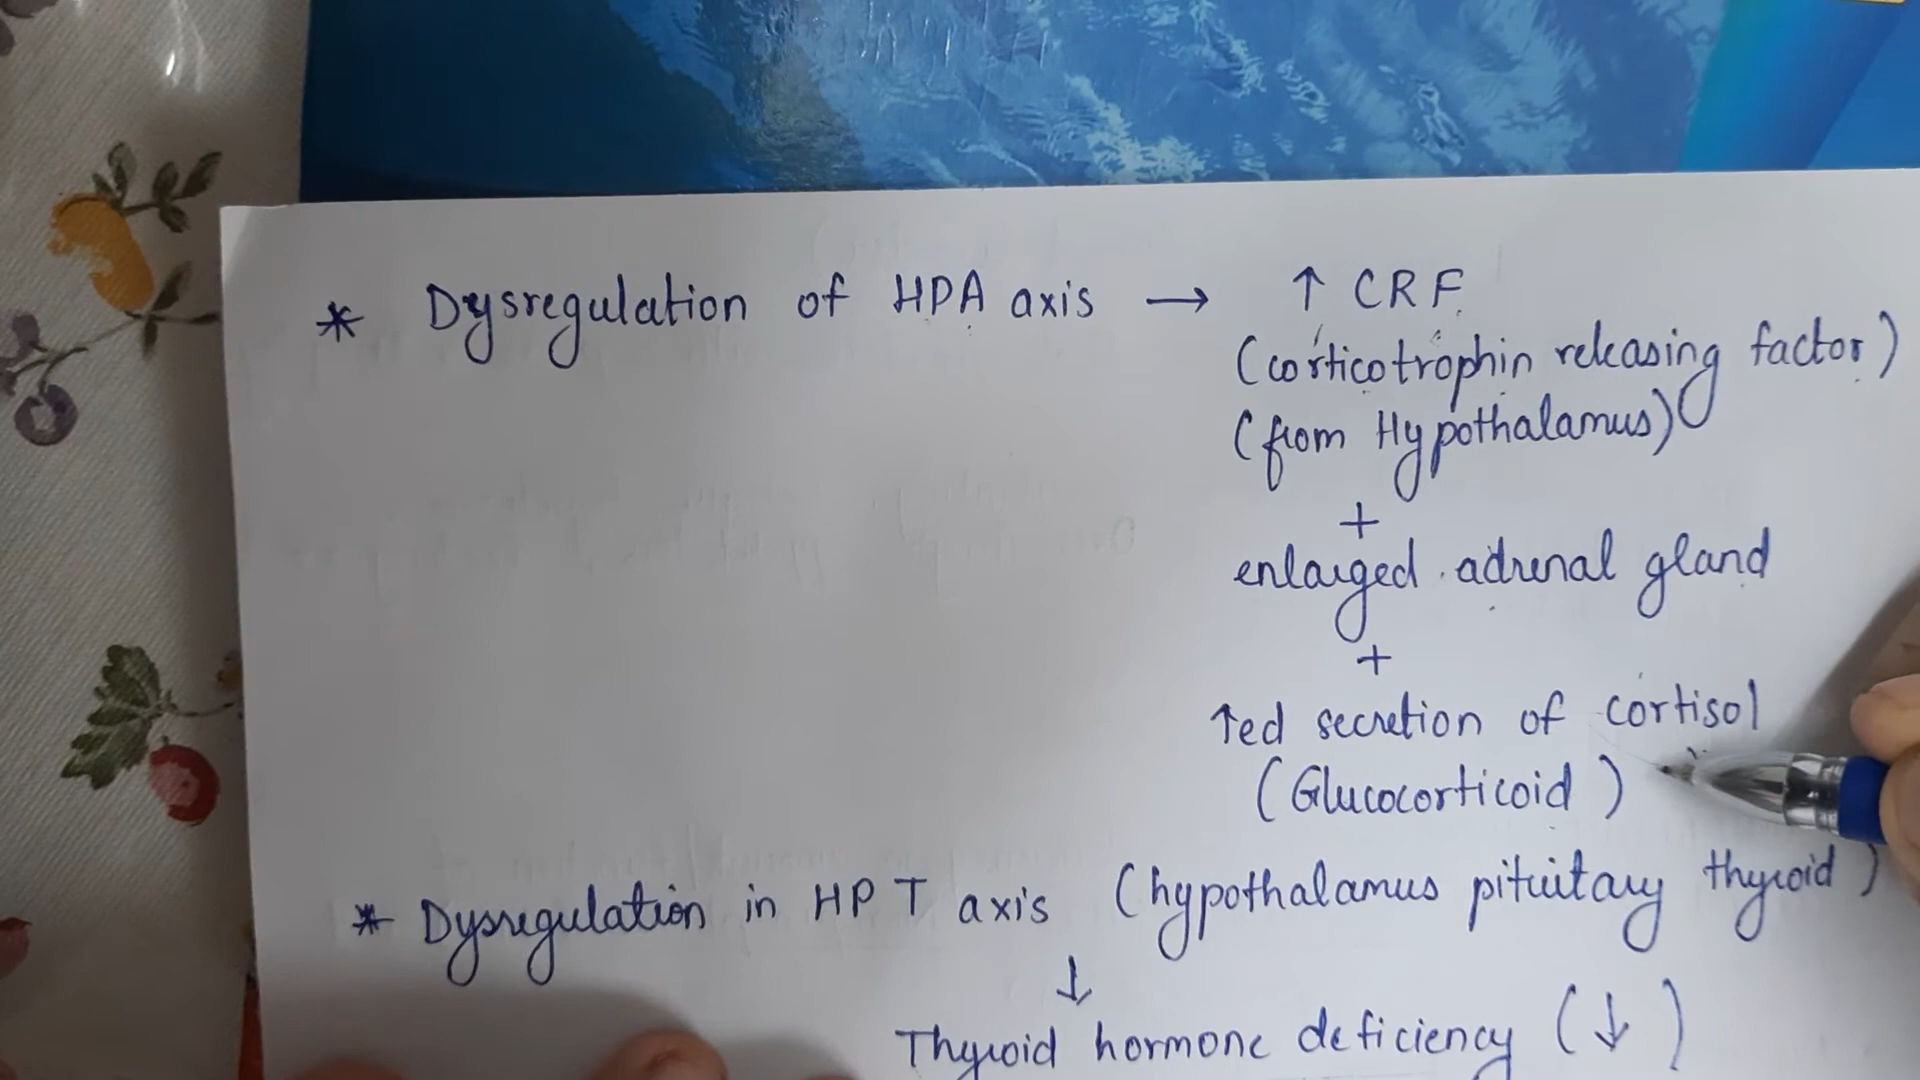 * Dysregulation of HPA axis → ↑ CRF
(corticotrophin releasing factor)
(from Hypothalamus)
+
enlarged adrenal gland
+
↑ed secretion of cortisol
(Glucocorticoid)
* Dysregulation in HPT axis (hypothalamus pituitary thyroid)
↓
Thyroid hormone deficiency (↓)